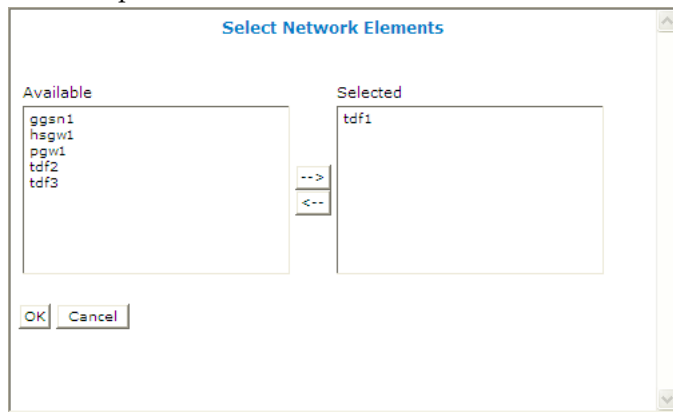 Select Network Elements
Available
Selected
ggsn1
hsgw1
pgw1
tdf2
tdf3
tdf1
-->
<--
OK
Cancel